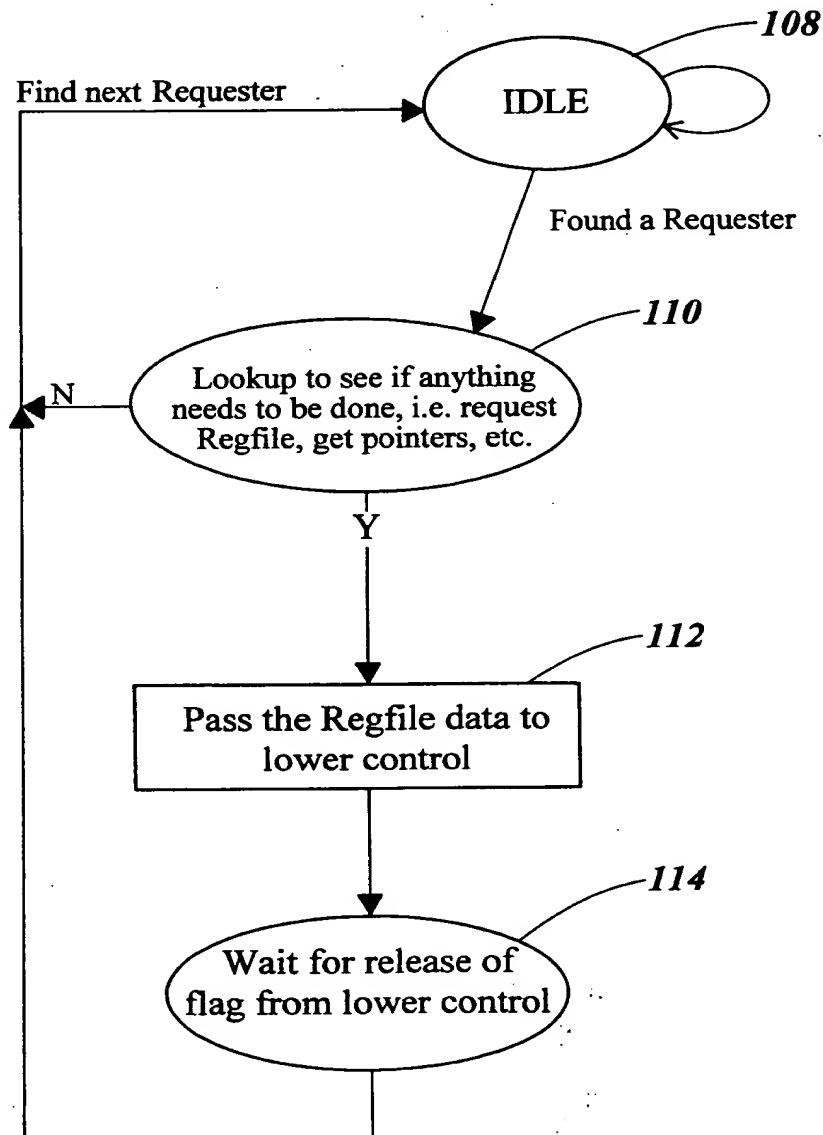 108
Find next Requester
IDLE
Found a Requester
110
Lookup to see if anything
needs to be done, i.e. request
Regfile, get pointers, etc.
N
Y
112
Pass the Regfile data to
lower control
114
Wait for release of
flag from lower control